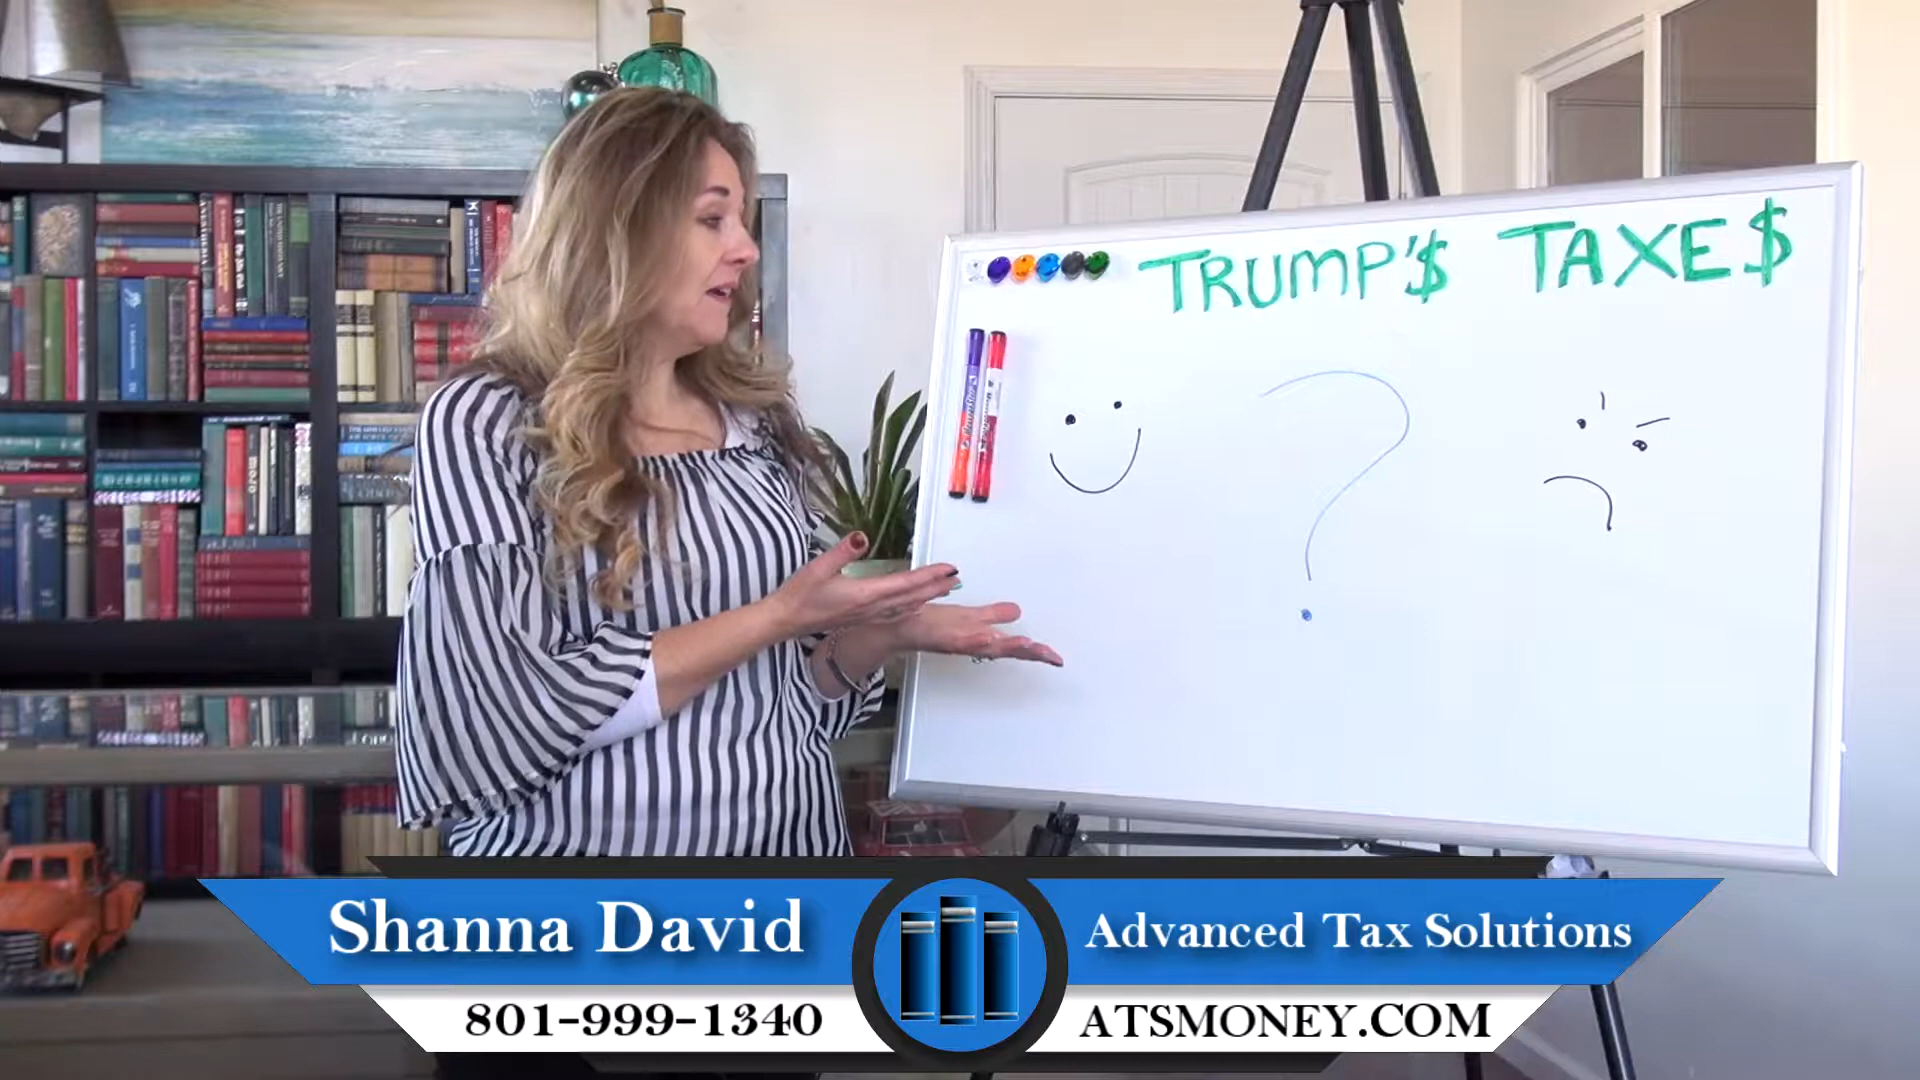 TRUMP'$ TAXE$
?
Shanna David
Advanced Tax Solutions
801-999-1340
ATSMONEY.COM